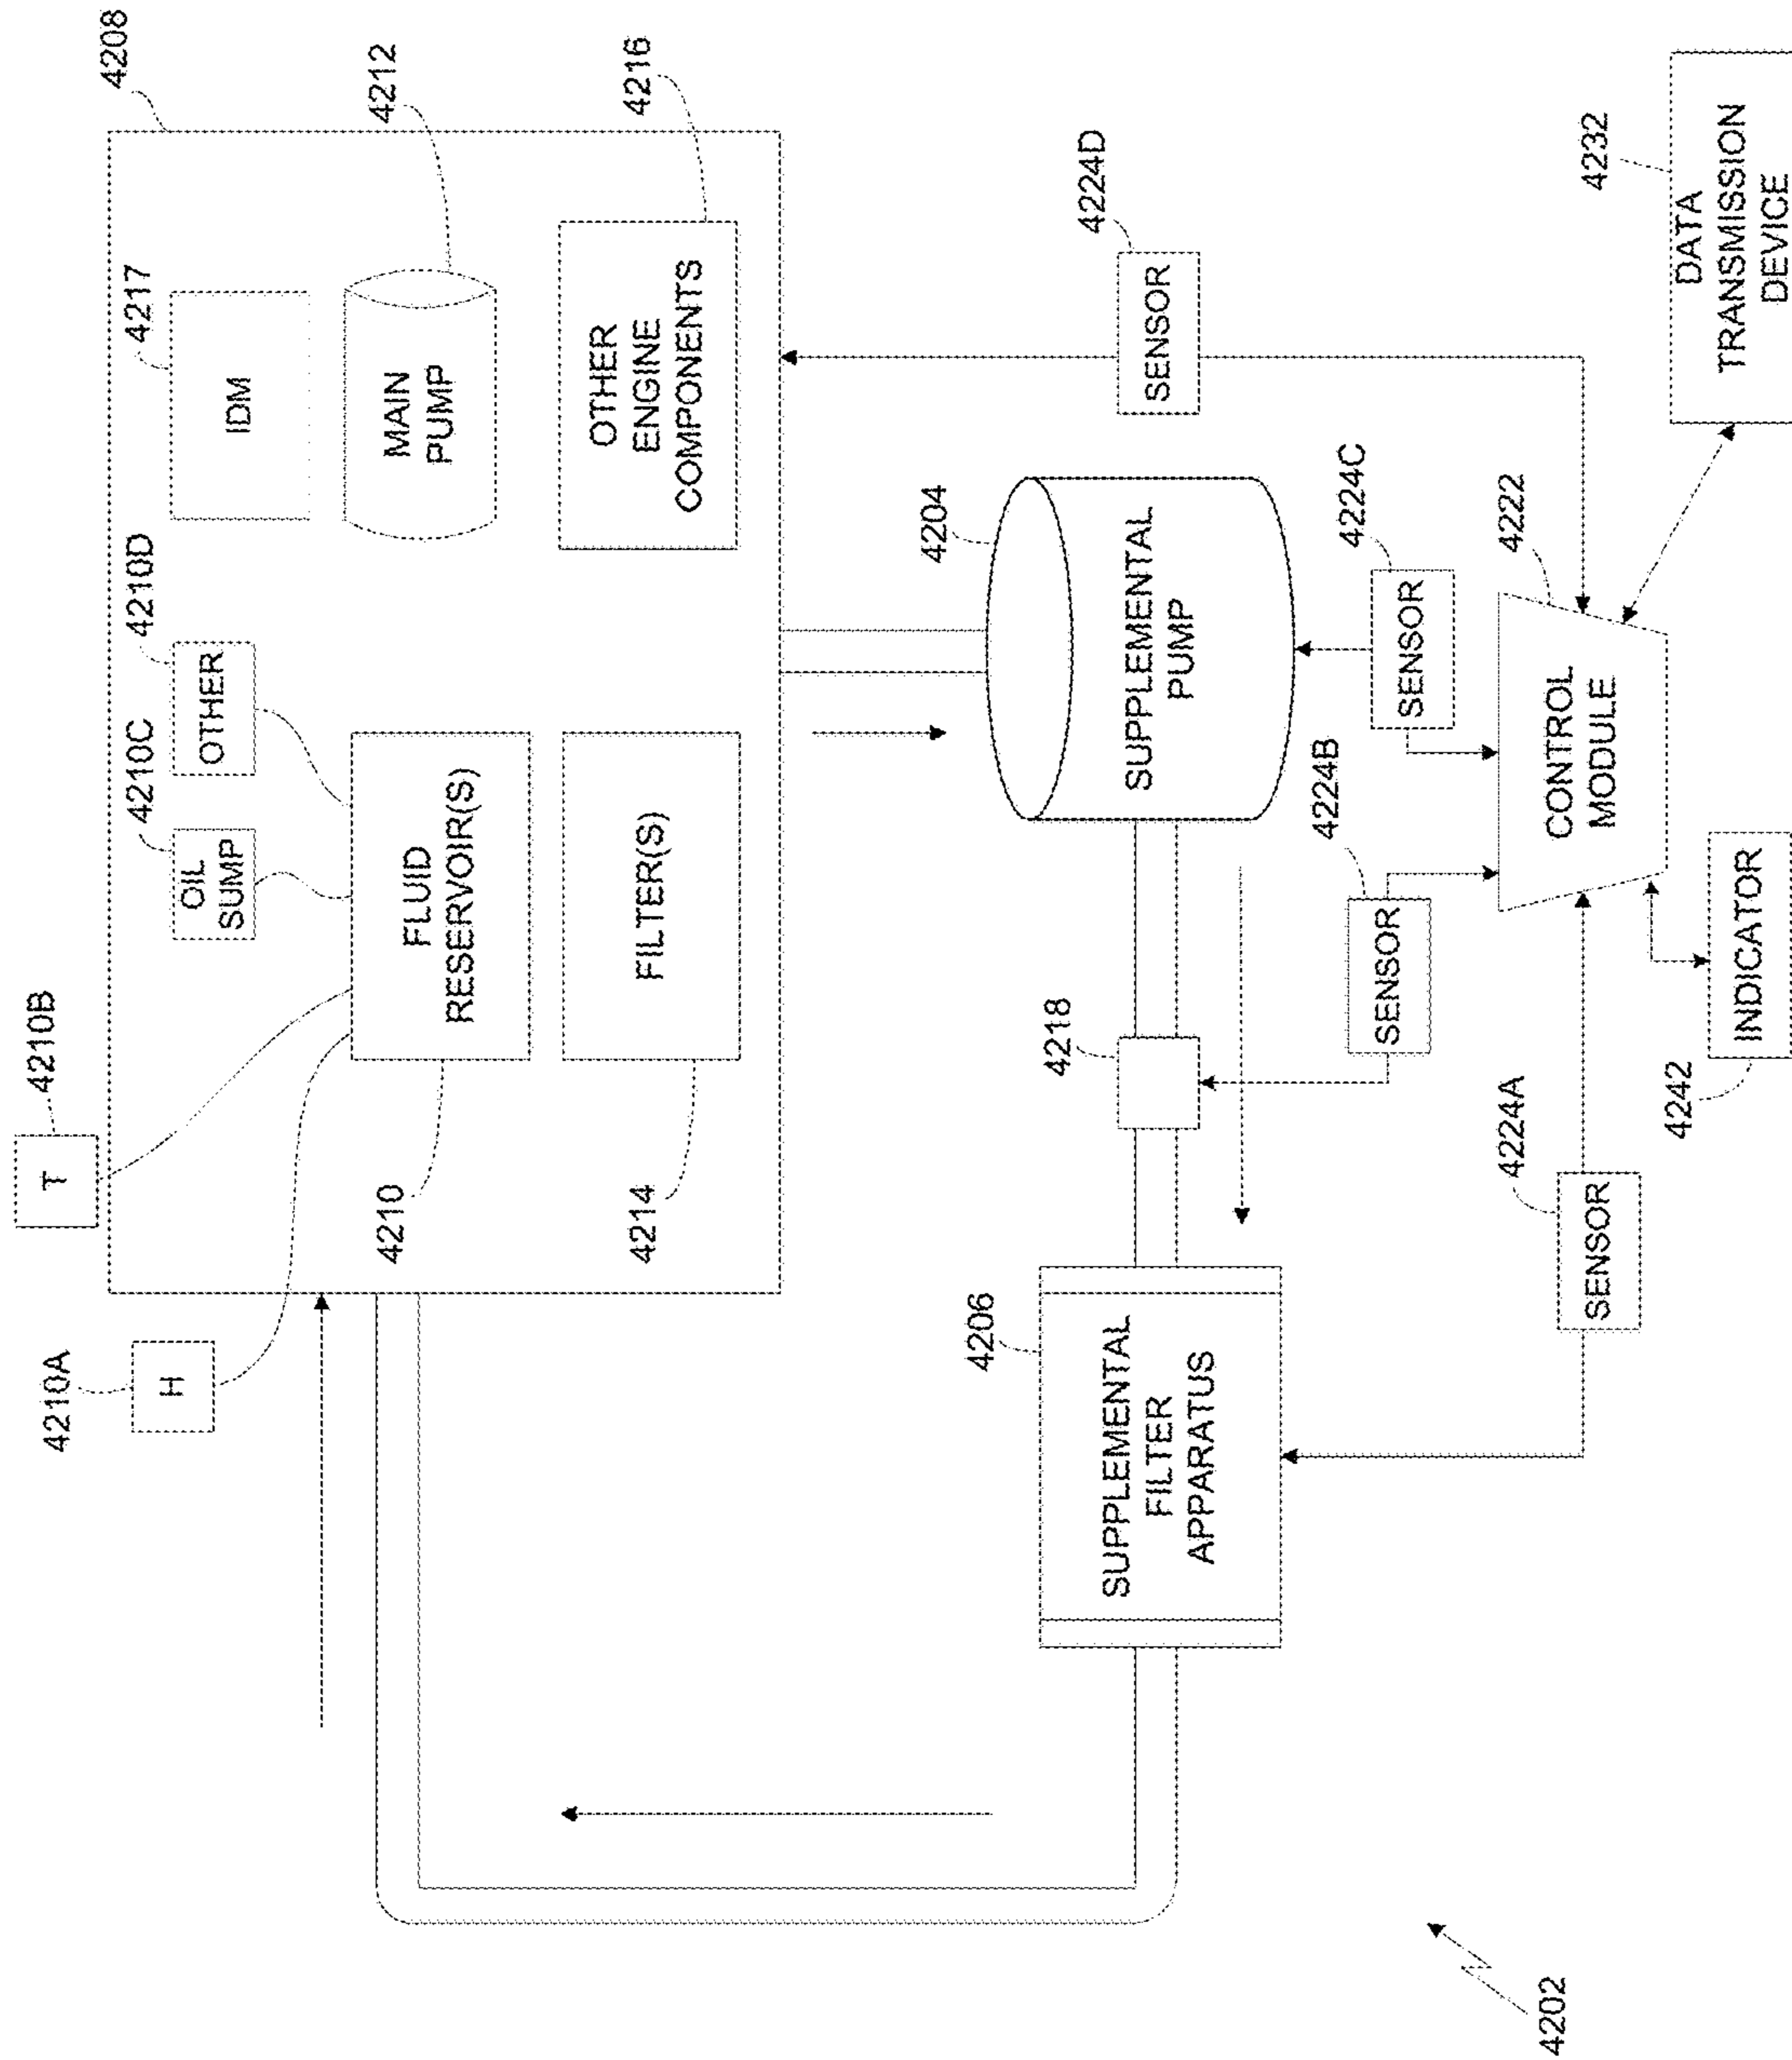 4208
4217
IDM
4212
MAIN
PUMP
4216
OTHER
ENGINE
COMPONENTS
4210D
OTHER
4210C
OIL
SUMP
FLUID
RESERVOIR(S)
4210
FILTER(S)
4214
4210B
T
4210A
H
4224D
SENSOR
4204
SUPPLEMENTAL
PUMP
4224C
SENSOR
4224B
SENSOR
4218
4206
SUPPLEMENTAL
FILTER
APPARATUS
4224A
SENSOR
4222
CONTROL
MODULE
4232
DATA
TRANSMISSION
DEVICE
INDICATOR
4242
4202